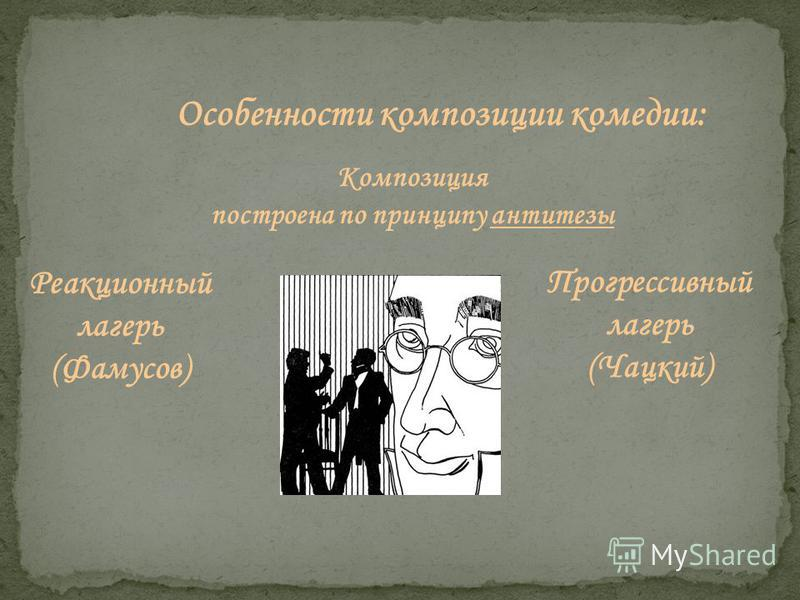 Особенности композиции комедии:
Композиция
построена по принципу антитезы
Реакционный
лагерь
(Фамусов)
Прогрессивный
лагерь
(Чацкий)
MyShared